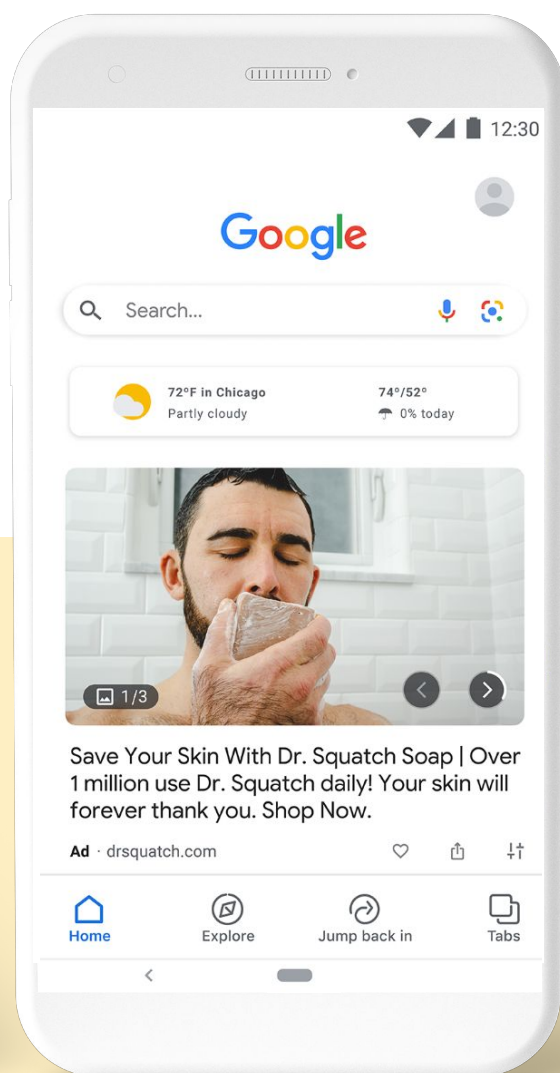 12:30
Google
Search...
72°F in Chicago
Partly cloudy
74°/52°
0% today
1/3
Save Your Skin With Dr. Squatch Soap | Over
1 million use Dr. Squatch daily! Your skin will
forever thank you. Shop Now.
Ad · drsquatch.com
Home
Explore
Jump back in
Tabs